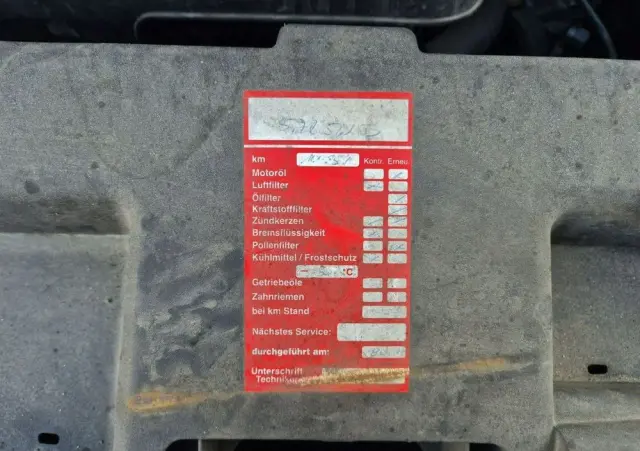 km
Kontr. Erneu.
Motoröl
Luftfilter
Ölfilter
Kraftstofffilter
Zündkerzen
Bremsflüssigkeit
Pollenfilter
Kühlmittel / Frostschutz
°C
Getriebeöle
Zahnriemen
bei km Stand
Nächstes Service:
durchgeführt am:
Unterschrift